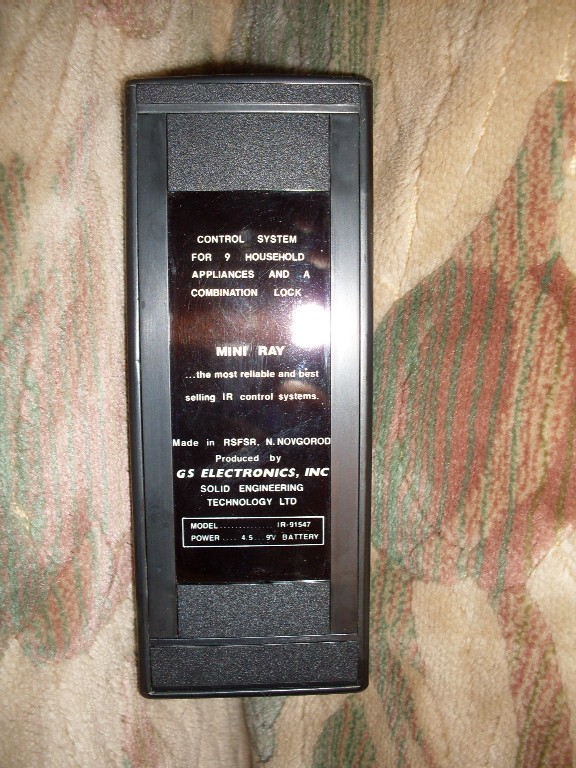 CONTROL SYSTEM
FOR 9 HOUSEHOLD
APPLIANCES AND A
COMBINATION LOCK
MINI RAY
...the most reliable and best
selling IR control systems.
Made in RSFSR, N.NOVGOROD
Produced by
GS ELECTRONICS, INC
SOLID ENGINEERING
TECHNOLOGY LTD
MODEL............... IR-91547
POWER .... 4.5...9V BATTERY